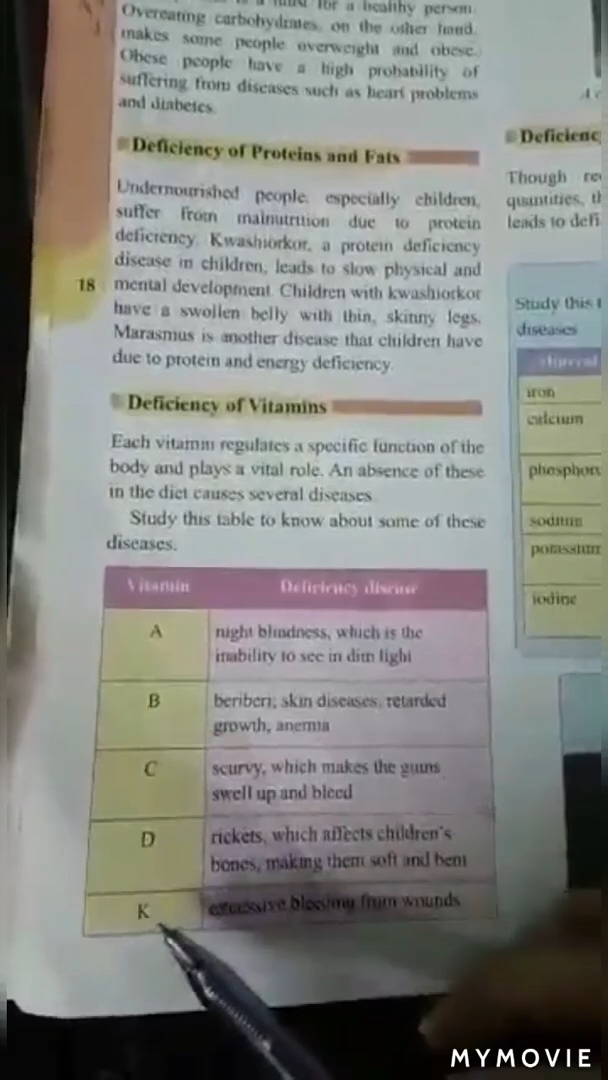 for a healthy person.
Overeating carbohydrates, on the other hand,
makes some people overweight and obese.
Obese people have a high probability of
suffering from diseases such as heart problems
and diabetes.
Deficiency of Proteins and Fats
Undernourished people, especially children,
suffer from malnutrition due to protein
deficiency. Kwashiorkor, a protein deficiency
disease in children, leads to slow physical and
18 mental development. Children with kwashiorkor
have a swollen belly with thin, skinny legs.
Marasmus is another disease that children have
due to protein and energy deficiency.
Deficiency of Vitamins
Each vitamin regulates a specific function of the
body and plays a vital role. An absence of these
in the diet causes several diseases.
Study this table to know about some of these
diseases.
Vitamin Deficiency disease
A night blindness, which is the
inability to see in dim light
B beriberi, skin diseases, retarded
growth, anemia
C scurvy, which makes the gums
swell up and bleed
D rickets, which affects children's
bones, making them soft and bent
K excessive bleeding from wounds
Deficienc
Though re
quantities, th
leads to defi
Study this t
diseases
iron
calcium
phosphoru
sodium
potassium
iodine
MYMOVIE